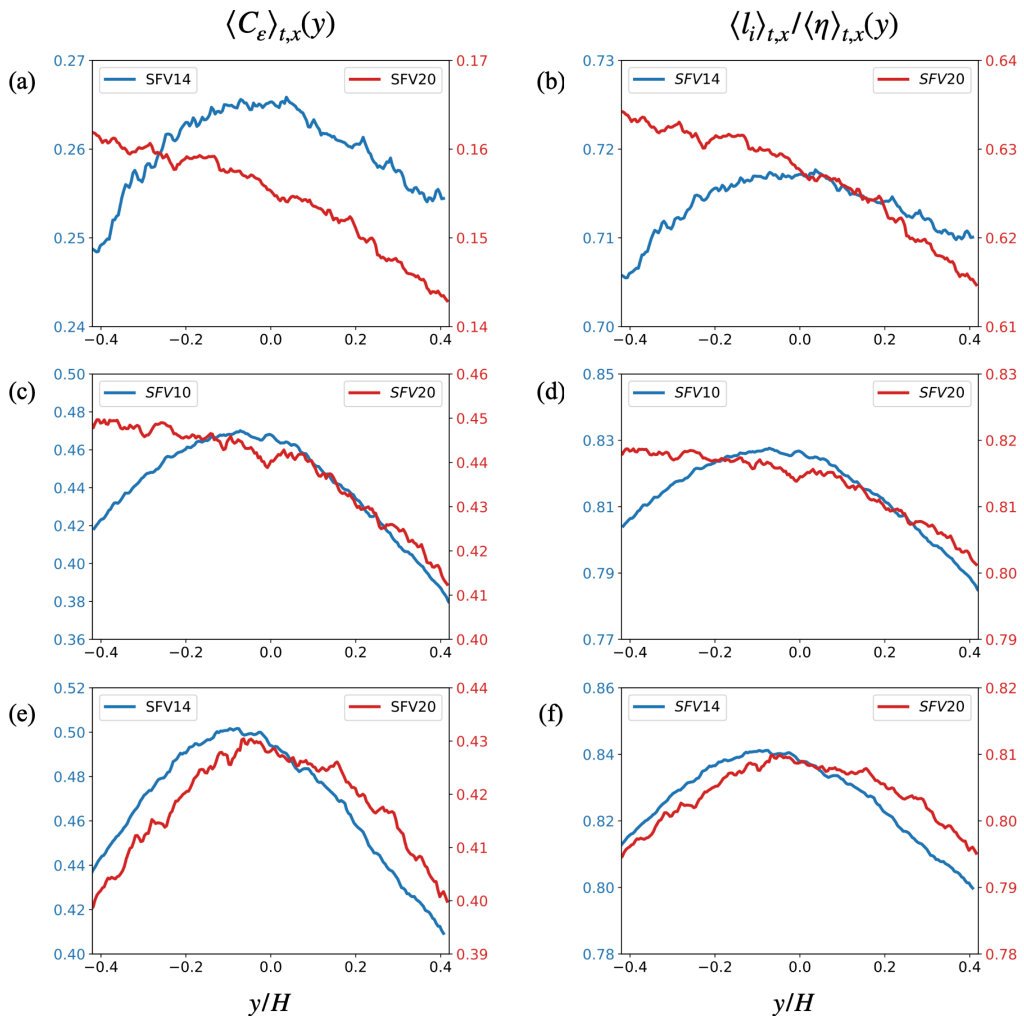 ⟨C_ε⟩_{t,x}(y)
⟨l_i⟩_{t,x}/⟨η⟩_{t,x}(y)
(a)
SFV14
SFV20
0.27
0.26
0.25
0.24
0.17
0.16
0.15
0.14
−0.4 −0.2 0.0 0.2 0.4
(b)
SFV14
SFV20
0.73
0.72
0.71
0.70
0.64
0.63
0.62
0.61
−0.4 −0.2 0.0 0.2 0.4
(c)
SFV10
SFV20
0.50
0.48
0.46
0.44
0.42
0.40
0.38
0.36
0.46
0.45
0.44
0.43
0.42
0.41
0.40
−0.4 −0.2 0.0 0.2 0.4
(d)
SFV10
SFV20
0.85
0.83
0.81
0.79
0.77
0.83
0.82
0.81
0.80
0.79
−0.4 −0.2 0.0 0.2 0.4
(e)
SFV14
SFV20
0.52
0.50
0.48
0.46
0.44
0.42
0.40
0.44
0.43
0.42
0.41
0.40
0.39
−0.4 −0.2 0.0 0.2 0.4
(f)
SFV14
SFV20
0.86
0.84
0.82
0.80
0.78
0.82
0.81
0.80
0.79
0.78
−0.4 −0.2 0.0 0.2 0.4
y/H
y/H